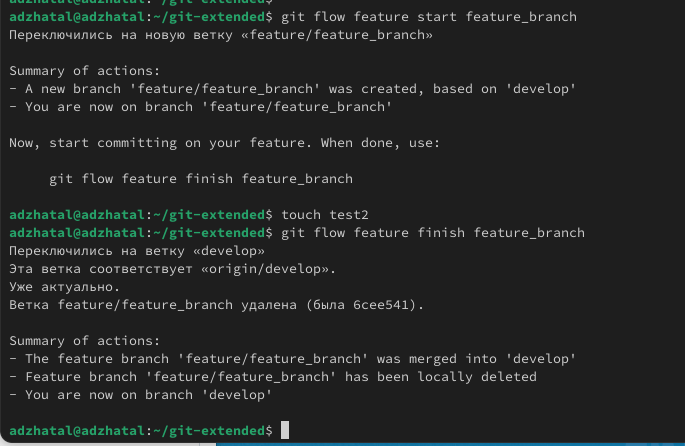 adzhatal@adzhatal:~/git-extended$
adzhatal@adzhatal:~/git-extended$ git flow feature start feature_branch
Переключились на новую ветку «feature/feature_branch»
Summary of actions:
- A new branch 'feature/feature_branch' was created, based on 'develop'
- You are now on branch 'feature/feature_branch'
Now, start committing on your feature. When done, use:
git flow feature finish feature_branch
adzhatal@adzhatal:~/git-extended$ touch test2
adzhatal@adzhatal:~/git-extended$ git flow feature finish feature_branch
Переключились на ветку «develop»
Эта ветка соответствует «origin/develop».
Уже актуально.
Ветка feature/feature_branch удалена (была 6cee541).
Summary of actions:
- The feature branch 'feature/feature_branch' was merged into 'develop'
- Feature branch 'feature/feature_branch' has been locally deleted
- You are now on branch 'develop'
adzhatal@adzhatal:~/git-extended$